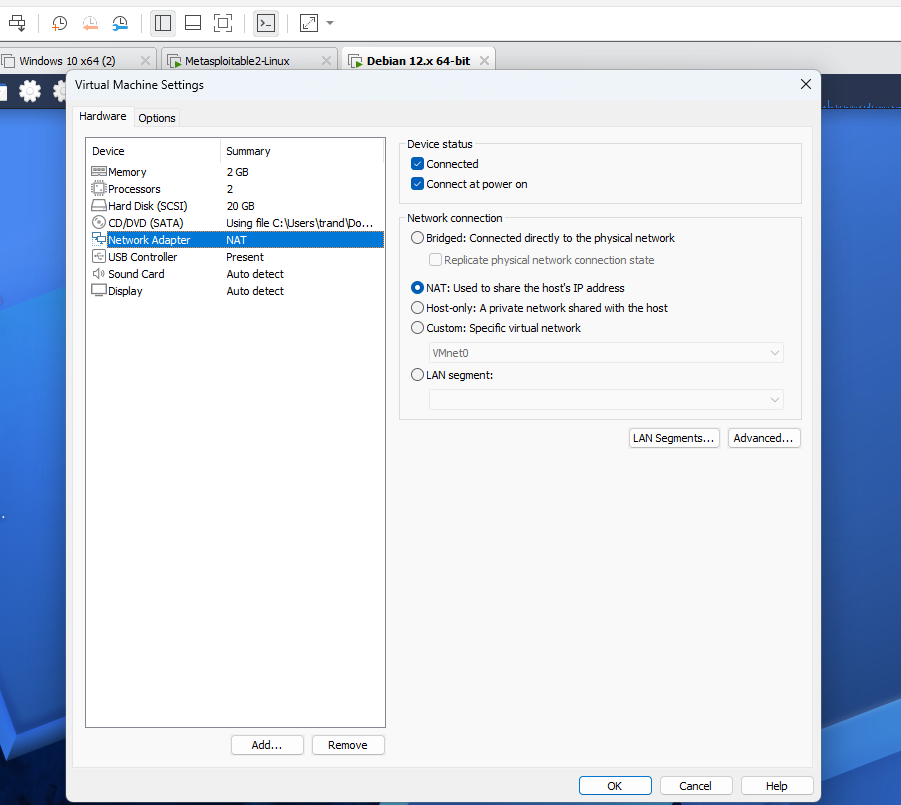 Windows 10 x64 (2)
Metasploitable2-Linux
Debian 12.x 64-bit
Virtual Machine Settings
Hardware
Options
Device Summary
Memory 2 GB
Processors 2
Hard Disk (SCSI) 20 GB
CD/DVD (SATA) Using file C:\Users\trand\Do...
Network Adapter NAT
USB Controller Present
Sound Card Auto detect
Display Auto detect
Add...
Remove
Device status
Connected
Connect at power on
Network connection
Bridged: Connected directly to the physical network
Replicate physical network connection state
NAT: Used to share the host's IP address
Host-only: A private network shared with the host
Custom: Specific virtual network
VMnet0
LAN segment:
LAN Segments...
Advanced...
OK
Cancel
Help